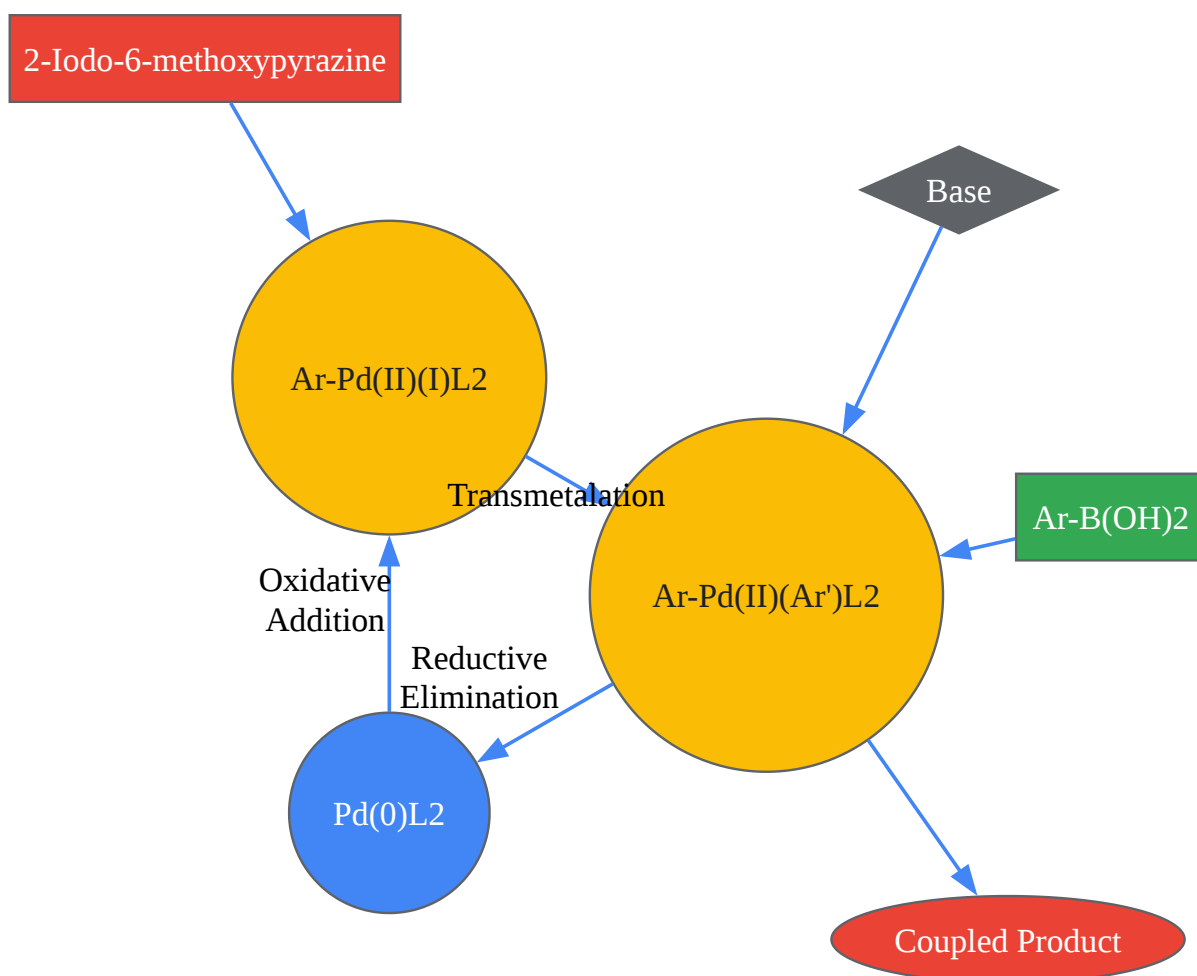 2-Iodo-6-methoxypyrazine
Base
Ar-Pd(II)(I)L2
Transmetalation
Ar-B(OH)2
Oxidative
Addition
Ar-Pd(II)(Ar')L2
Reductive
Elimination
Pd(0)L2
Coupled Product